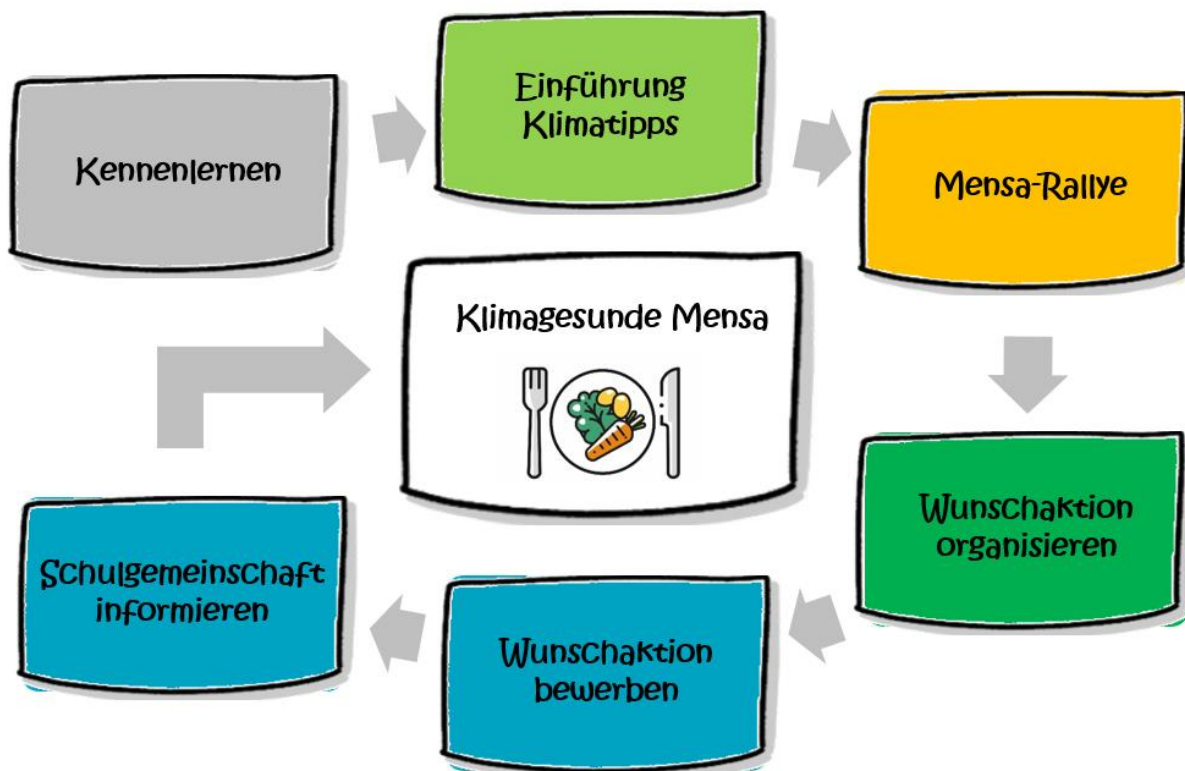 Kennenlernen
Einführung
Klimatipps
Mensa-Rallye
Klimagesunde Mensa
Wunschaktion
organisieren
Wunschaktion
bewerben
Schulgemeinschaft
informieren